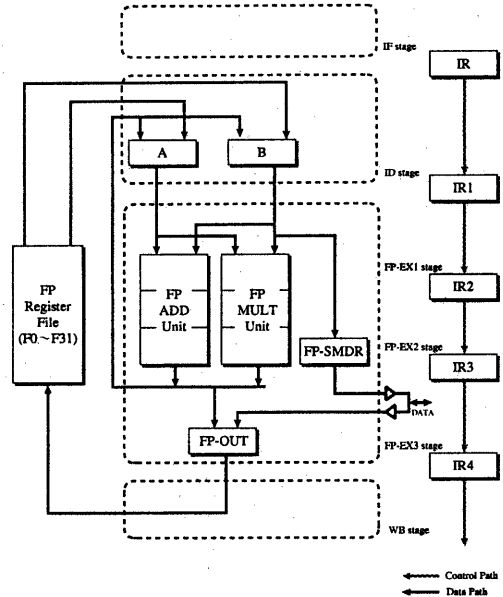 IF stage
IR
A
B
ID stage
IR1
FP
Register
File
(F0~F31)
FP
ADD
Unit
FP
MULT
Unit
FP-EX1 stage
IR2
FP-SMDR
FP-EX2 stage
IR3
DATA
FP-OUT
FP-EX3 stage
IR4
WB stage
Control Path
Data Path